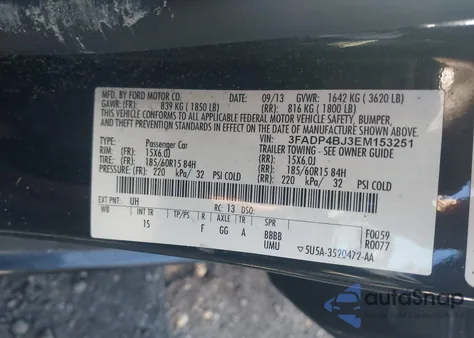 MFD. BY FORD MOTOR CO. 09/13 GVWR: 1642 KG ( 3620 LB)
GAWR: (FR): 839 KG ( 1850 LB) (RR): 816 KG ( 1800 LB)
THIS VEHICLE CONFORMS TO ALL APPLICABLE FEDERAL MOTOR VEHICLE SAFETY, BUMPER,
AND THEFT PREVENTION STANDARDS IN EFFECT ON THE DATE OF MANUFACTURE SHOWN ABOVE.
VIN: 3FADP4BJ3EM153251
TYPE: Passenger Car TRAILER TOWING - SEE OWNER GUIDE
RIM: (FR): 15X6.0J (RR): 15X6.0J
TIRE: (FR): 185/60R15 84H (RR): 185/60R15 84H
PRESSURE: (FR): 220 kPa/ 32 PSI COLD (RR): 220 kPa/ 32 PSI COLD
EXT PNT: UH RC: 13 DSO: F0059
WB INT TR TP/PS R AXLE TR SPR R0077
IS F GG A BBBB
UMU 5U5A-3520472-AA
autoSnap